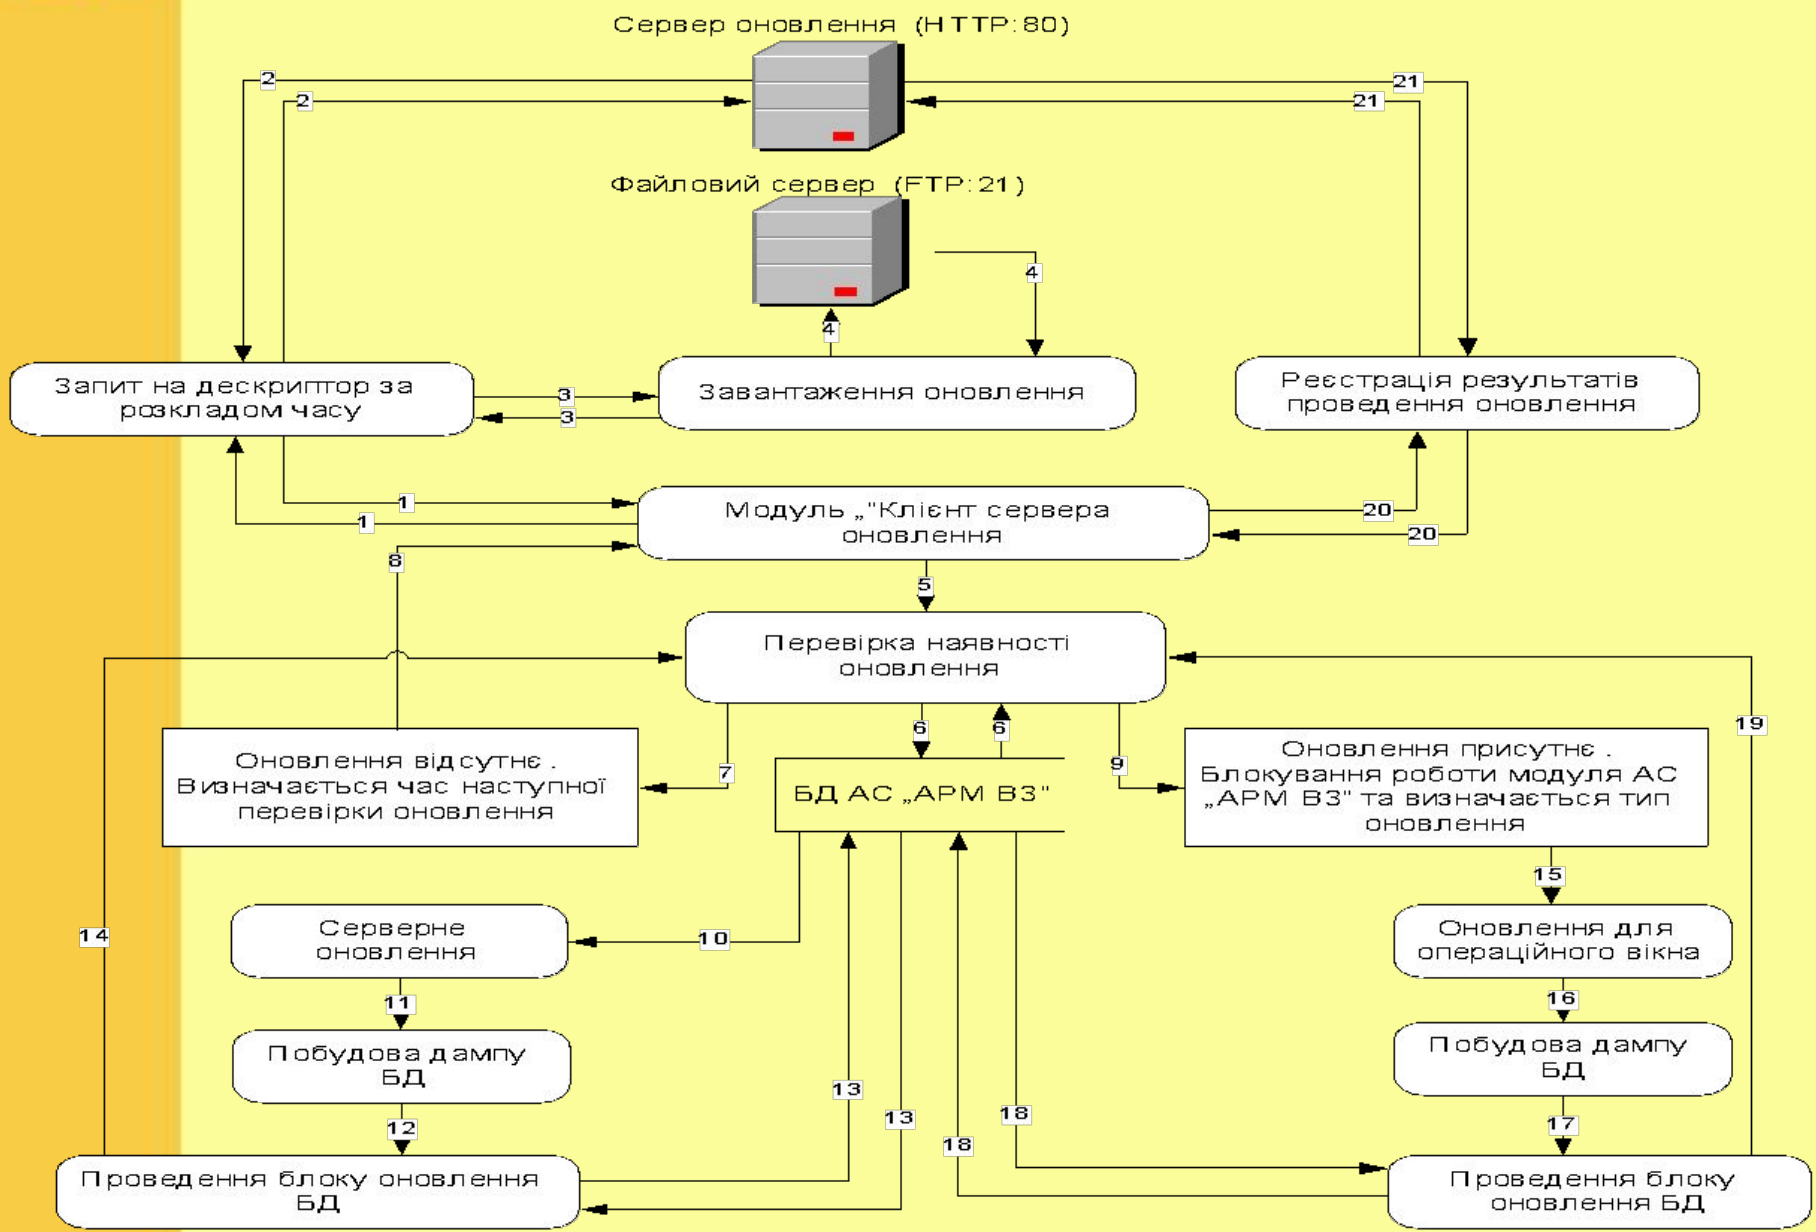 Сервер оновлення (HTTP:80)
2
21
2
21
Файловий сервер (FTP:21)
4
4
Запит на дескриптор за
розкладом часу
3
3
Завантаження оновлення
Реєстрація результатів
проведення оновлення
1
1
Модуль „"Клієнт сервера
оновлення
20
20
8
5
Перевірка наявності
оновлення
7
6
6
9
19
Оновлення відсутнє .
Визначається час наступної
перевірки оновлення
БД АС „АРМ ВЗ"
Оновлення присутнє .
Блокування роботи модуля АС
„АРМ ВЗ" та визначається тип
оновлення
14
10
15
Серверне
оновлення
Оновлення для
операційного вікна
11
16
Побудова дампу
БД
Побудова дампу
БД
13
13
18
18
12
17
Проведення блоку оновлення
БД
Проведення блоку
оновлення БД